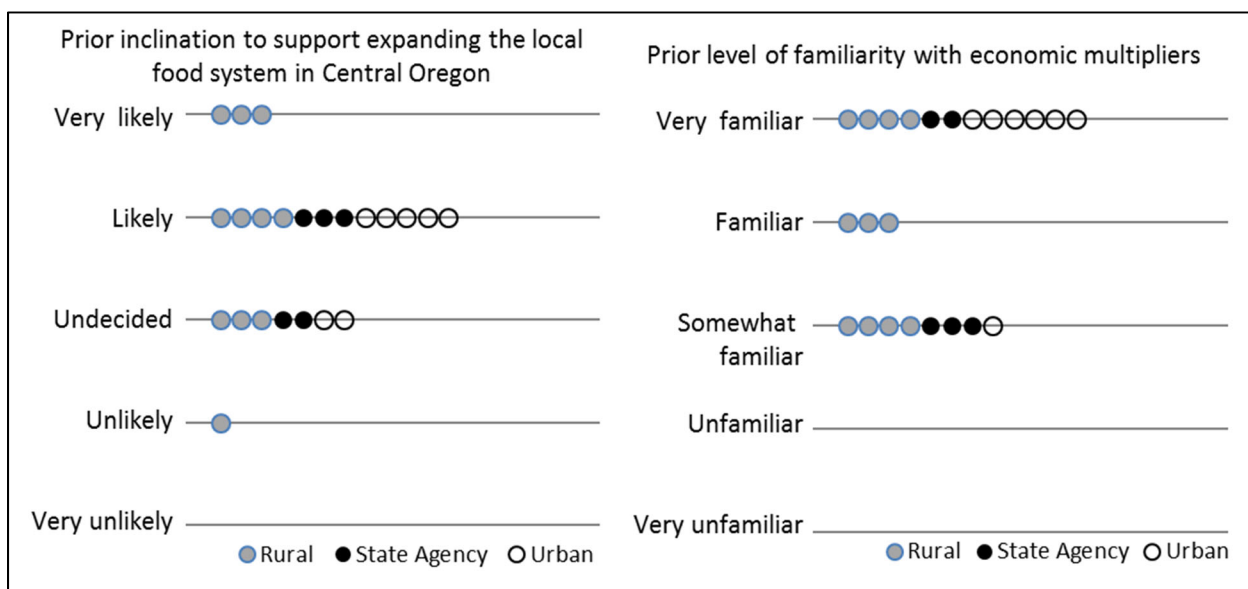 Prior inclination to support expanding the local
food system in Central Oregon
Very likely
Likely
Undecided
Unlikely
Very unlikely
Rural State Agency Urban
Prior level of familiarity with economic multipliers
Very familiar
Familiar
Somewhat
familiar
Unfamiliar
Very unfamiliar
Rural State Agency Urban